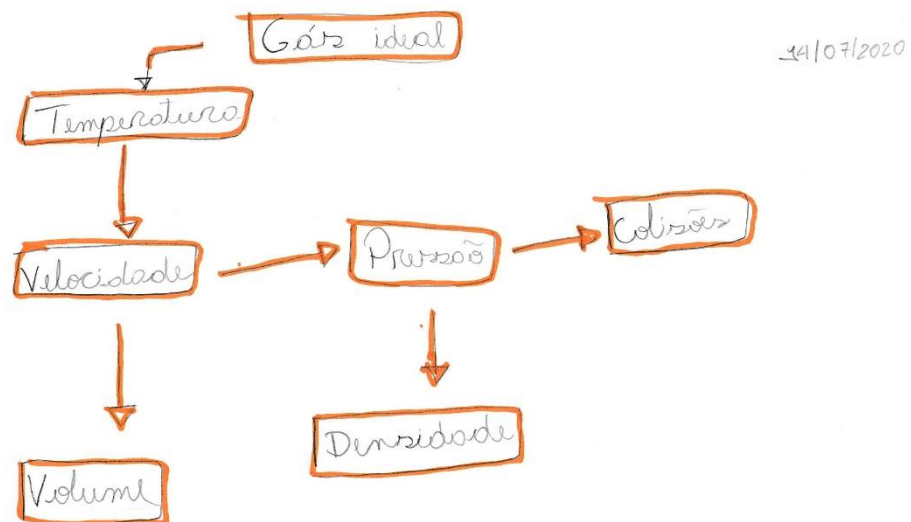 Gás ideal
14/07/2020
Temperatura
Colisões
Velocidade
Pressão
Densidade
Volume